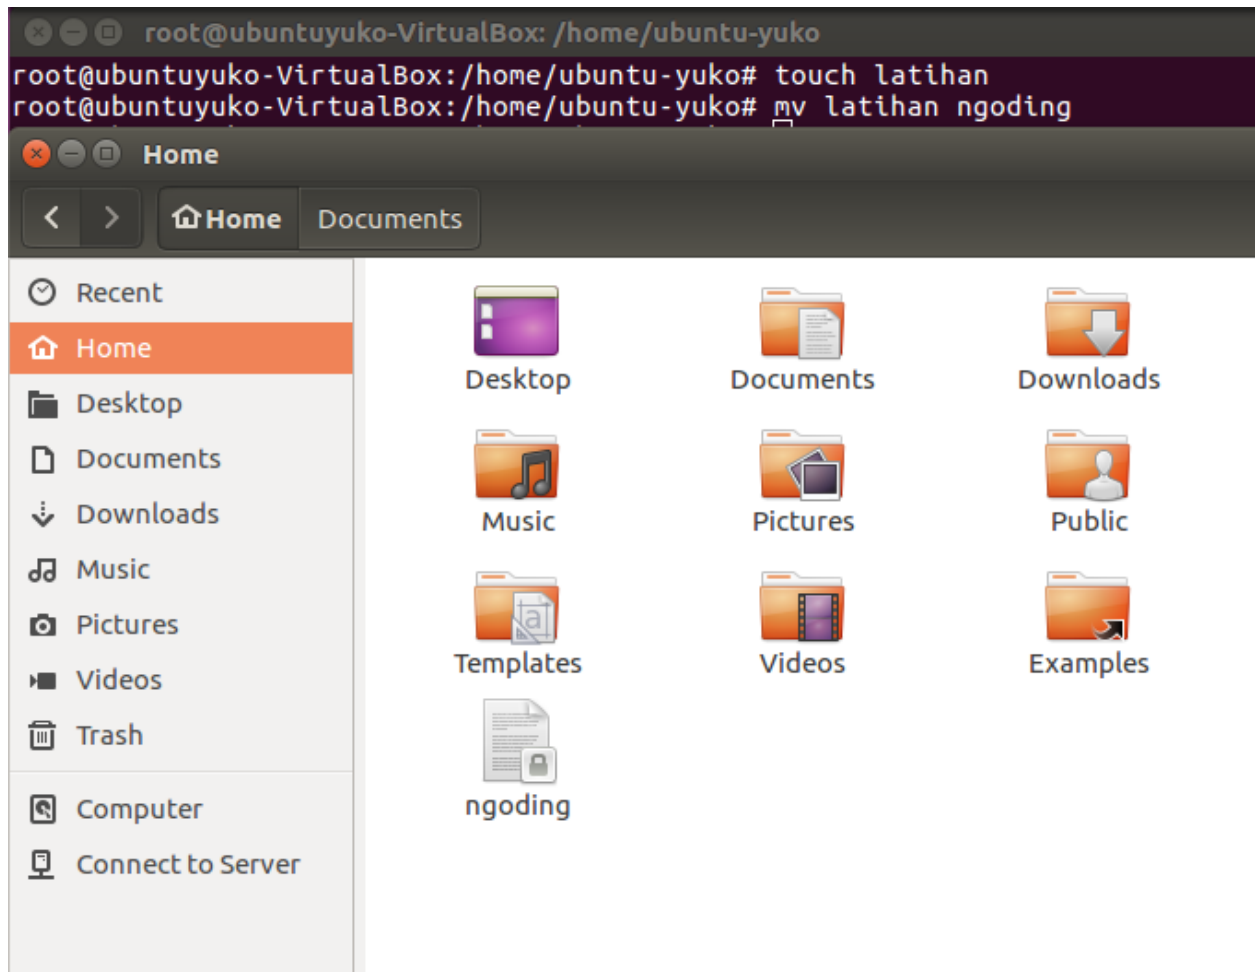 root@ubuntuyuko-VirtualBox: /home/ubuntu-yuko
root@ubuntuyuko-VirtualBox:/home/ubuntu-yuko# touch latihan
root@ubuntuyuko-VirtualBox:/home/ubuntu-yuko# mv latihan ngoding
Home
Home Documents
Recent
Home
Desktop
Documents
Downloads
Music
Pictures
Videos
Trash
Computer
Connect to Server
Desktop Documents Downloads
Music Pictures Public
Templates Videos Examples
ngoding